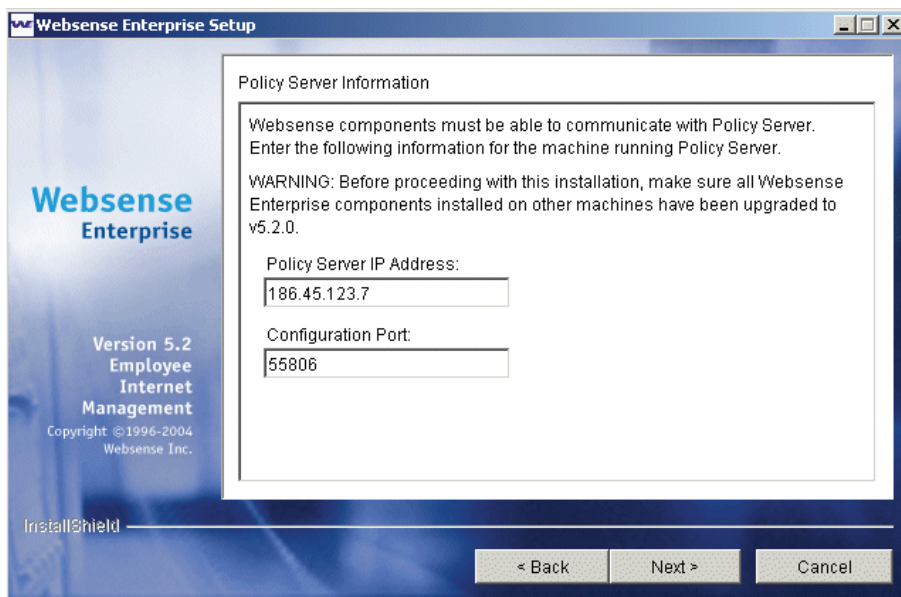 Websense Enterprise Setup
Policy Server Information
Websense components must be able to communicate with Policy Server.
Enter the following information for the machine running Policy Server.
WARNING: Before proceeding with this installation, make sure all Websense
Enterprise components installed on other machines have been upgraded to
v5.2.0.
Policy Server IP Address:
186.45.123.7
Configuration Port:
55806
Websense
Enterprise
Version 5.2
Employee
Internet
Management
Copyright ©1996-2004
Websense Inc.
InstallShield
< Back
Next >
Cancel